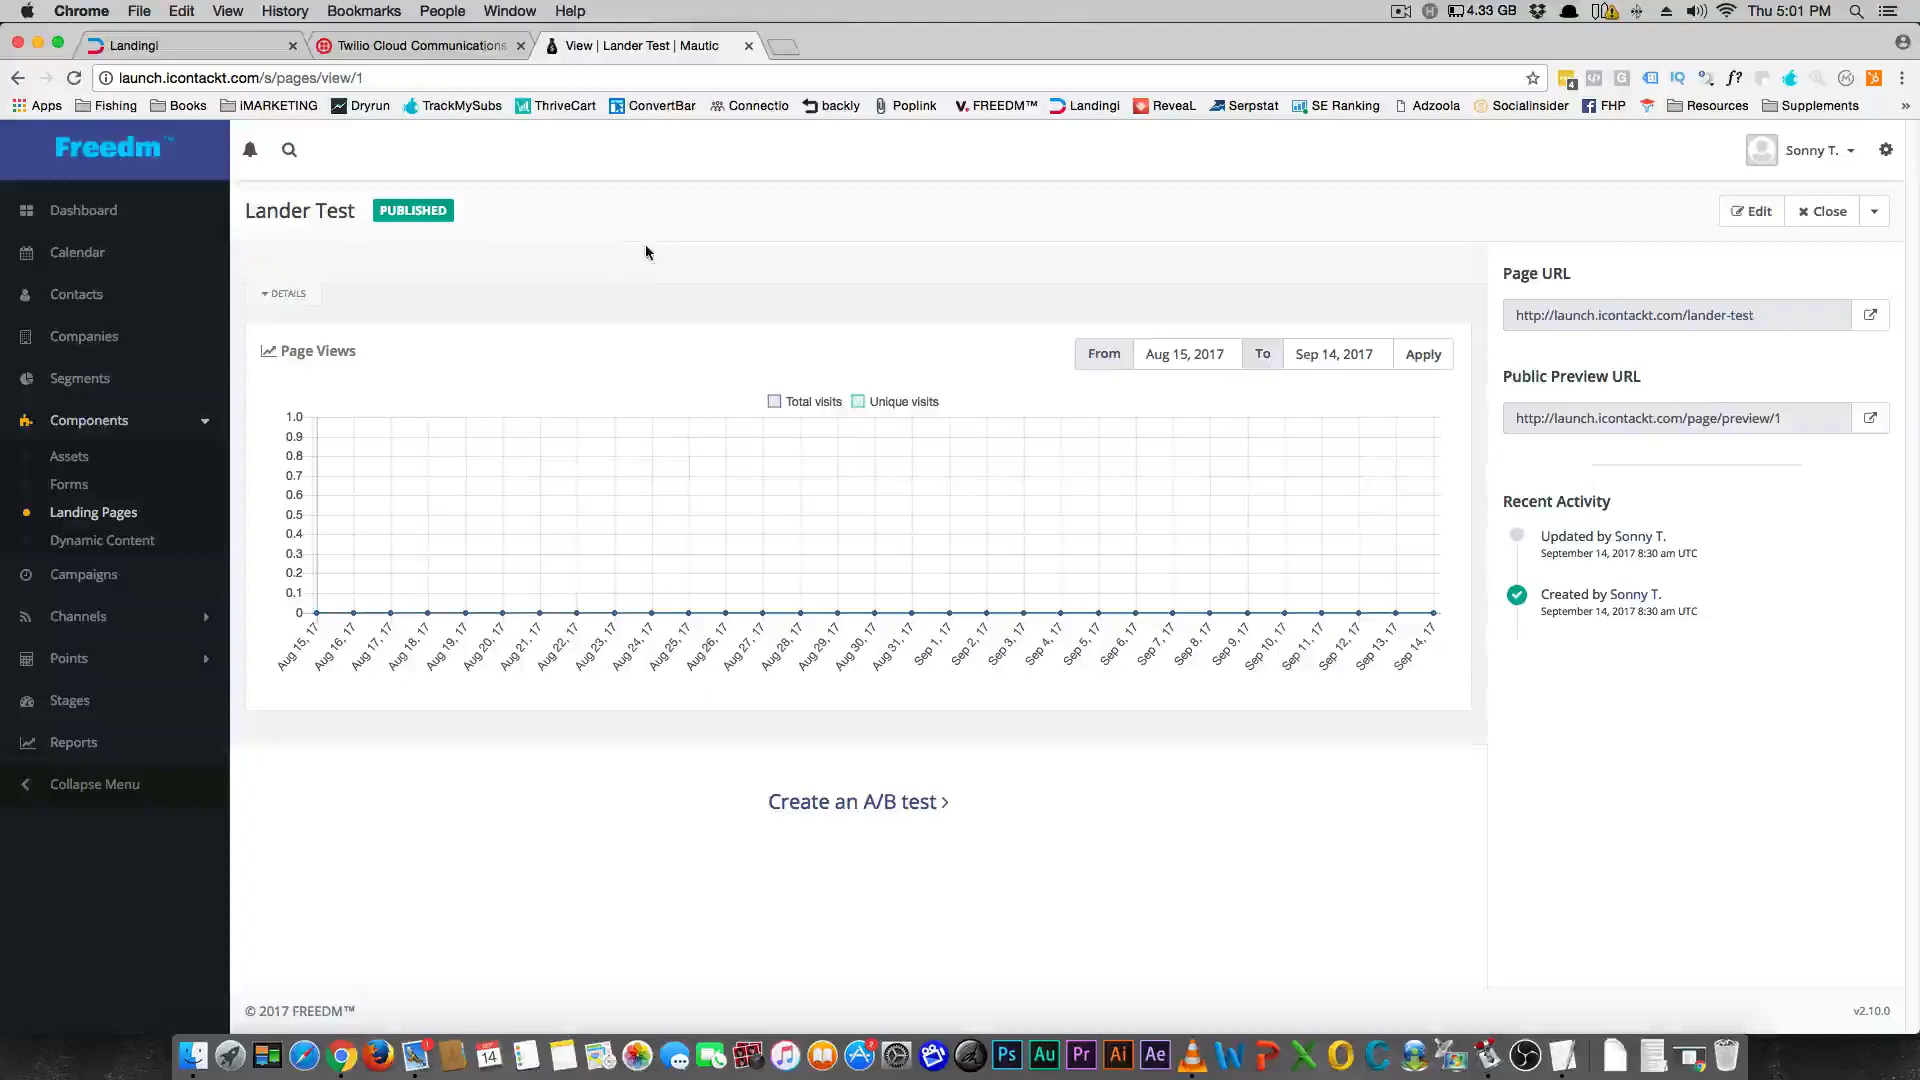 Chrome File Edit View History Bookmarks People Window Help 4.33 GB Thu 5:01 PM
Landingi Twilio Cloud Communications View | Lander Test | Mautic
launch.icontackt.com/s/pages/view/1
Apps Fishing Books iMARKETING Dryrun TrackMySubs ThriveCart ConvertBar Connectio backly Poplink FREEDM™ Landingi ReveaL Serpstat SE Ranking Adzoola Socialinsider FHP Resources Supplements
Freedm™
Sonny T.
Lander Test PUBLISHED
Edit Close
Dashboard
Calendar
Contacts
Companies
Segments
Components
Assets
Forms
Landing Pages
Dynamic Content
Campaigns
Channels
Points
Stages
Reports
Collapse Menu
DETAILS
Page Views
From Aug 15, 2017 To Sep 14, 2017 Apply
Total visits Unique visits
1.0
0.9
0.8
0.7
0.6
0.5
0.4
0.3
0.2
0.1
0
Aug 15, 17 Aug 16, 17 Aug 17, 17 Aug 18, 17 Aug 19, 17 Aug 20, 17 Aug 21, 17 Aug 22, 17 Aug 23, 17 Aug 24, 17 Aug 25, 17 Aug 26, 17 Aug 27, 17 Aug 28, 17 Aug 29, 17 Aug 30, 17 Aug 31, 17 Sep 1, 17 Sep 2, 17 Sep 3, 17 Sep 4, 17 Sep 5, 17 Sep 6, 17 Sep 7, 17 Sep 8, 17 Sep 9, 17 Sep 10, 17 Sep 11, 17 Sep 12, 17 Sep 13, 17 Sep 14, 17
Create an A/B test
Page URL
http://launch.icontackt.com/lander-test
Public Preview URL
http://launch.icontackt.com/page/preview/1
Recent Activity
Updated by Sonny T.
September 14, 2017 8:30 am UTC
Created by Sonny T.
September 14, 2017 8:30 am UTC
© 2017 FREEDM™
v2.10.0
SEP
14
Ps Au Pr Ai Ae